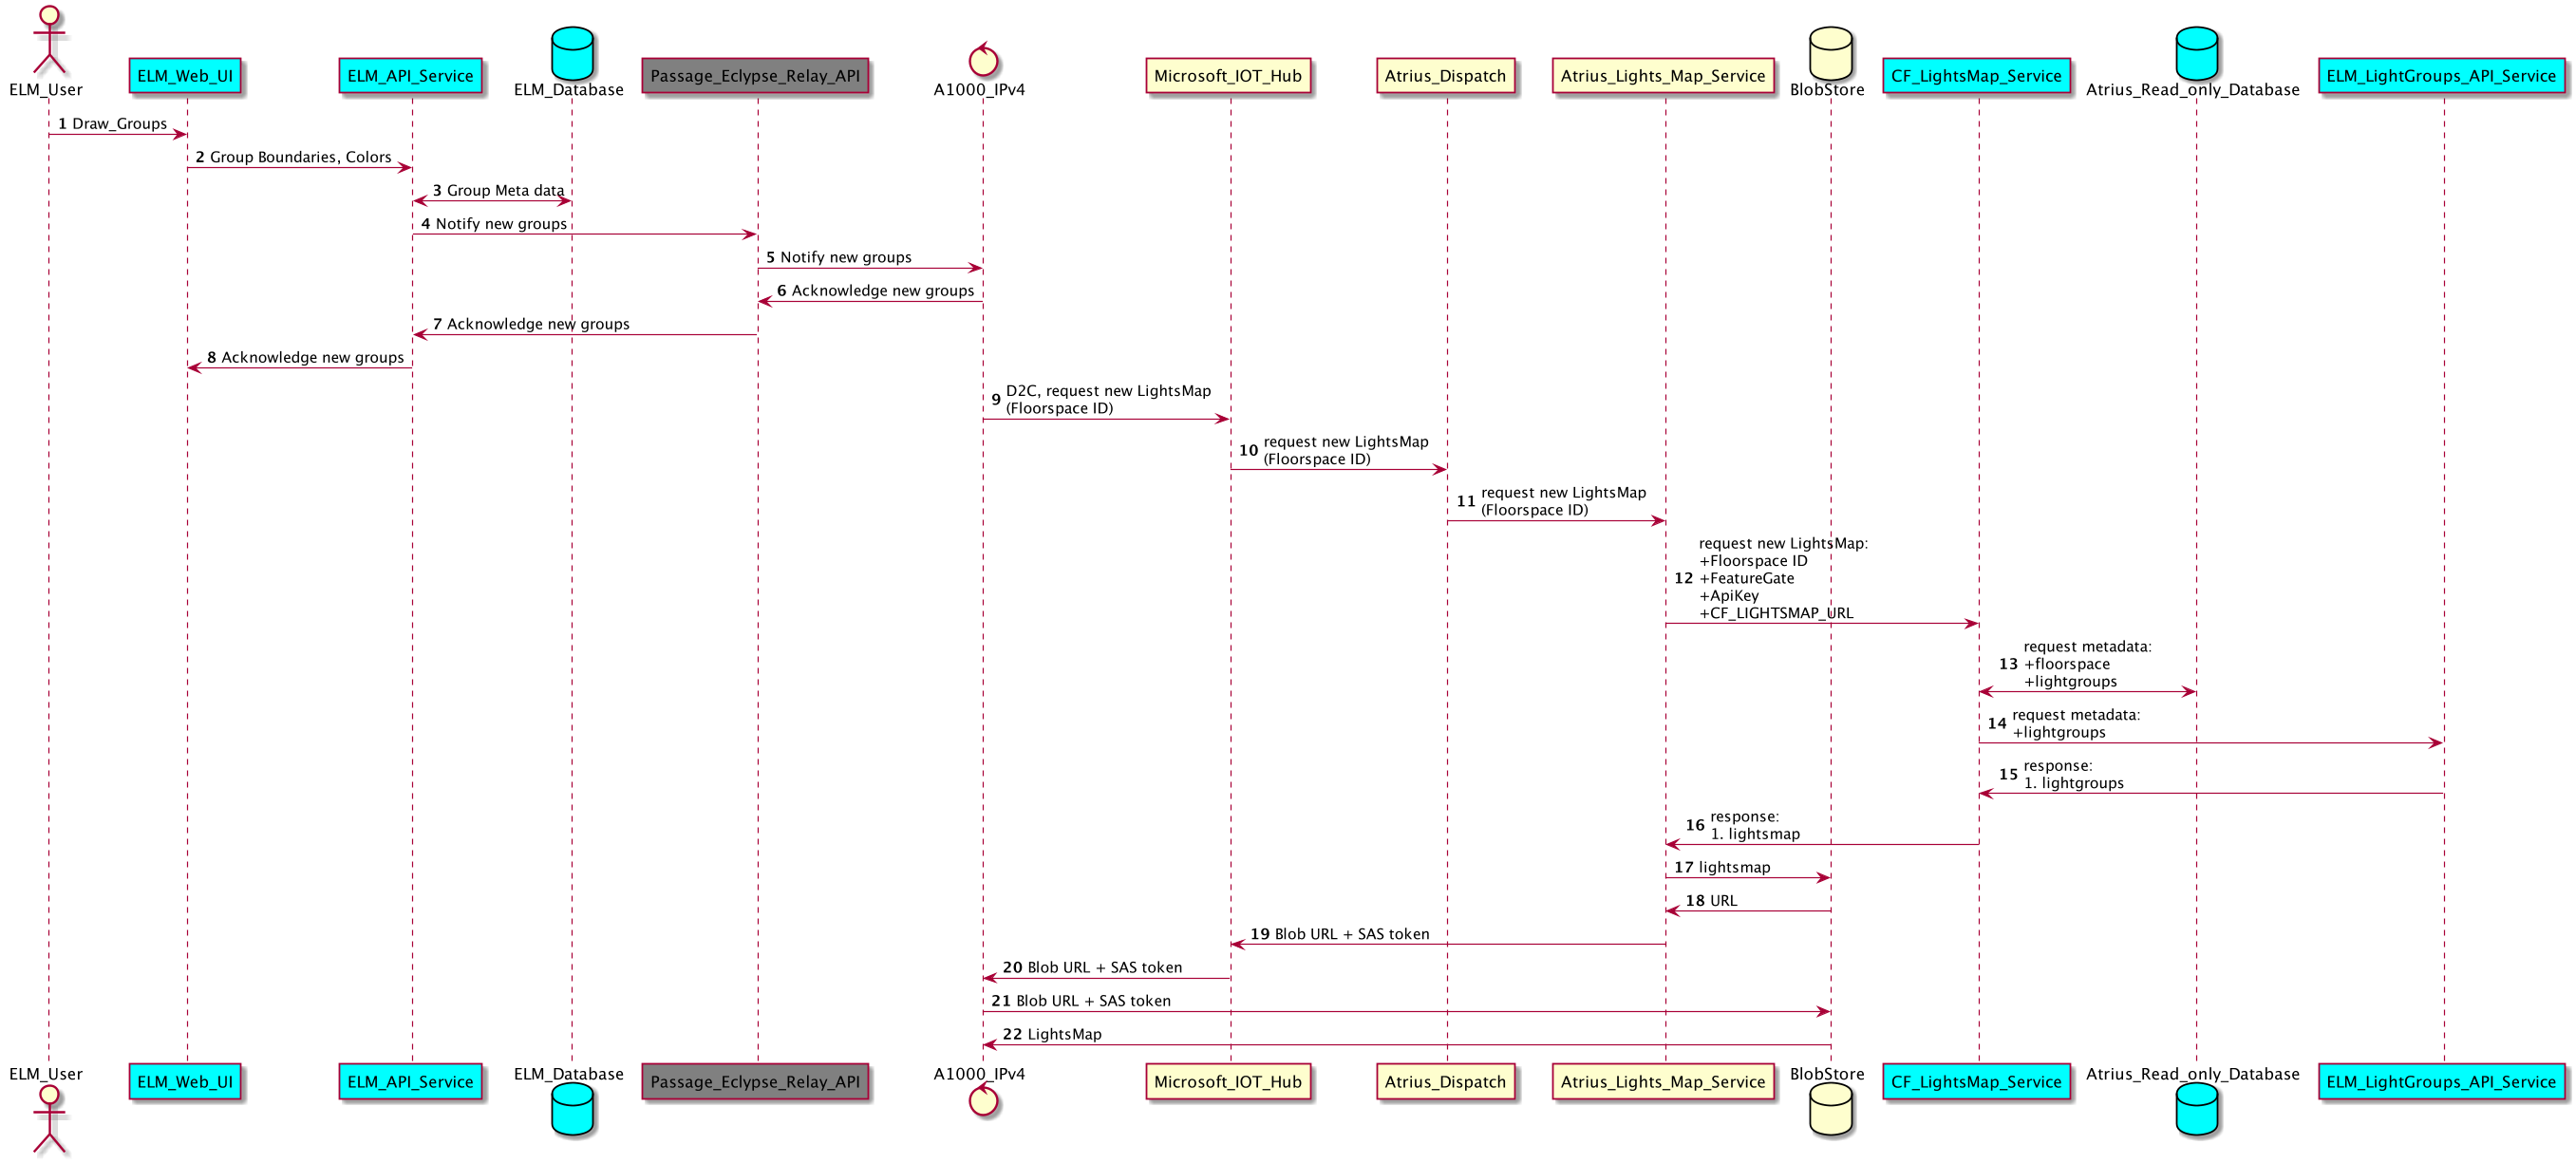 ELM_User
ELM_Web_UI
ELM_API_Service
ELM_Database
Passage_Eclypse_Relay_API
A1000_IPv4
Microsoft_IOT_Hub
Atrius_Dispatch
Atrius_Lights_Map_Service
BlobStore
CF_LightsMap_Service
Atrius_Read_only_Database
ELM_LightGroups_API_Service
1 Draw_Groups
2 Group Boundaries, Colors
3 Group Meta data
4 Notify new groups
5 Notify new groups
6 Acknowledge new groups
7 Acknowledge new groups
8 Acknowledge new groups
9 D2C, request new LightsMap
(Floorspace ID)
10 request new LightsMap
(Floorspace ID)
11 request new LightsMap
(Floorspace ID)
12 request new LightsMap:
+Floorspace ID
+FeatureGate
+ApiKey
+CF_LIGHTSMAP_URL
13 request metadata:
+floorspace
+lightgroups
14 request metadata:
+lightgroups
15 response:
1. lightgroups
16 response:
1. lightsmap
17 lightsmap
18 URL
19 Blob URL + SAS token
20 Blob URL + SAS token
21 Blob URL + SAS token
22 LightsMap
ELM_User
ELM_Web_UI
ELM_API_Service
ELM_Database
Passage_Eclypse_Relay_API
A1000_IPv4
Microsoft_IOT_Hub
Atrius_Dispatch
Atrius_Lights_Map_Service
BlobStore
CF_LightsMap_Service
Atrius_Read_only_Database
ELM_LightGroups_API_Service